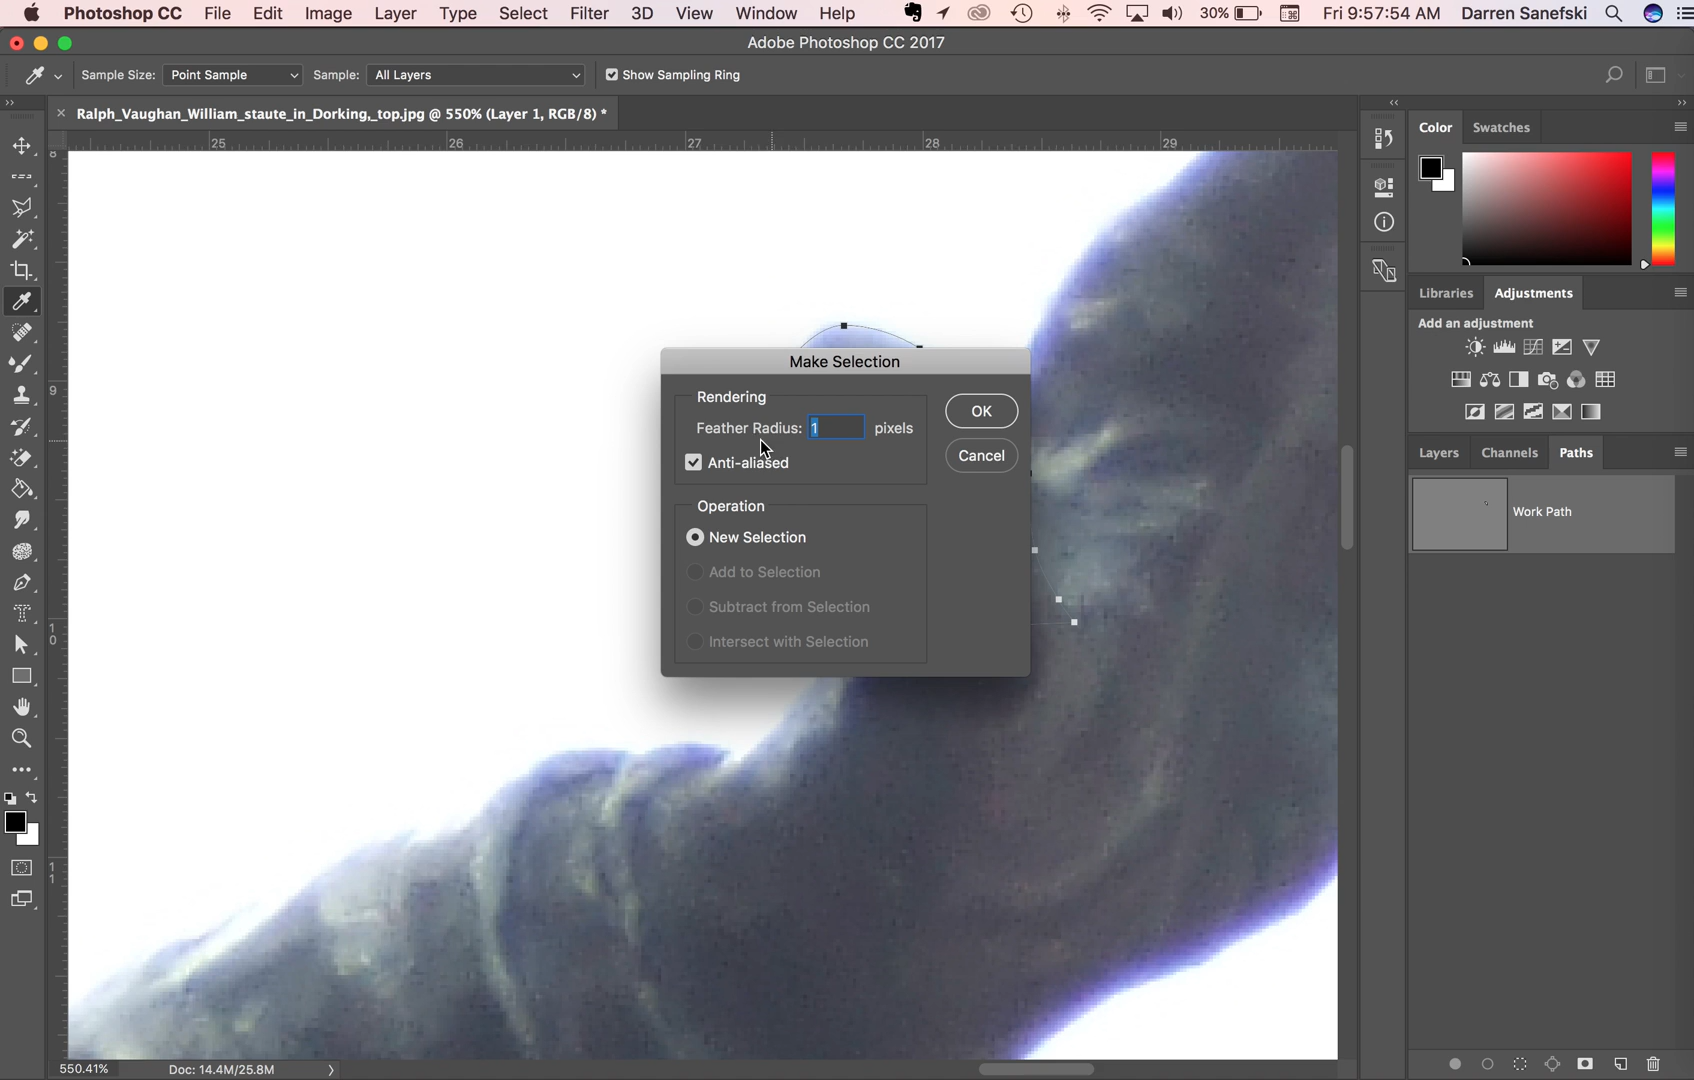 Photoshop CC File Edit Image Layer Type Select Filter 3D View Window Help 30% Fri 9:57:54 AM Darren Sanefski
Adobe Photoshop CC 2017
Sample Size: Point Sample Sample: All Layers Show Sampling Ring
Ralph_Vaughan_William_staute_in_Dorking,_top.jpg @ 550% (Layer 1, RGB/8) *
25 26 27 28 29
8
9
10
11
Make Selection
Rendering
Feather Radius: 1 pixels
Anti-aliased
OK
Cancel
Operation
New Selection
Add to Selection
Subtract from Selection
Intersect with Selection
Color Swatches
Libraries Adjustments
Add an adjustment
Layers Channels Paths
Work Path
550.41% Doc: 14.4M/25.8M